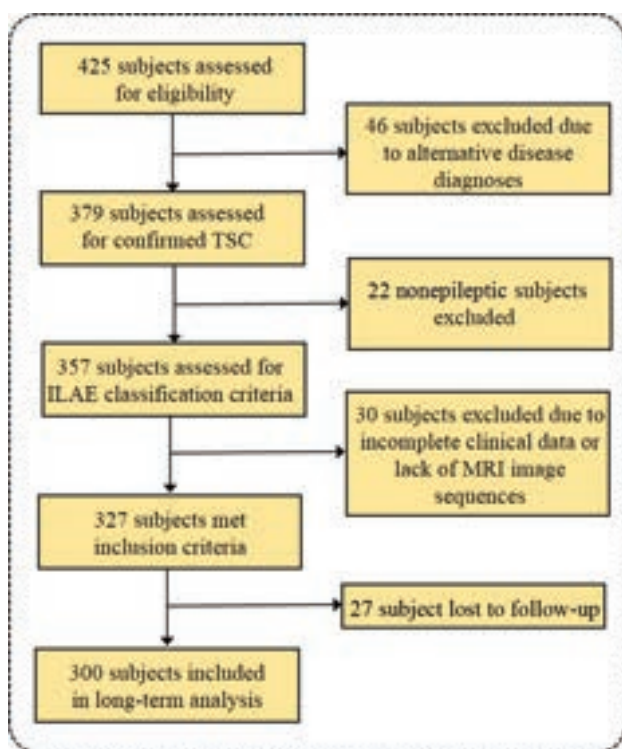 425 subjects assessed
for eligibility
46 subjects excluded due
to alternative disease
diagnoses
379 subjects assessed
for confirmed TSC
22 nonepileptic subjects
excluded
357 subjects assessed for
ILAE classification criteria
30 subjects excluded due to
incomplete clinical data or
lack of MRI image
sequences
327 subjects met
inclusion criteria
27 subject lost to follow-up
300 subjects included
in long-term analysis